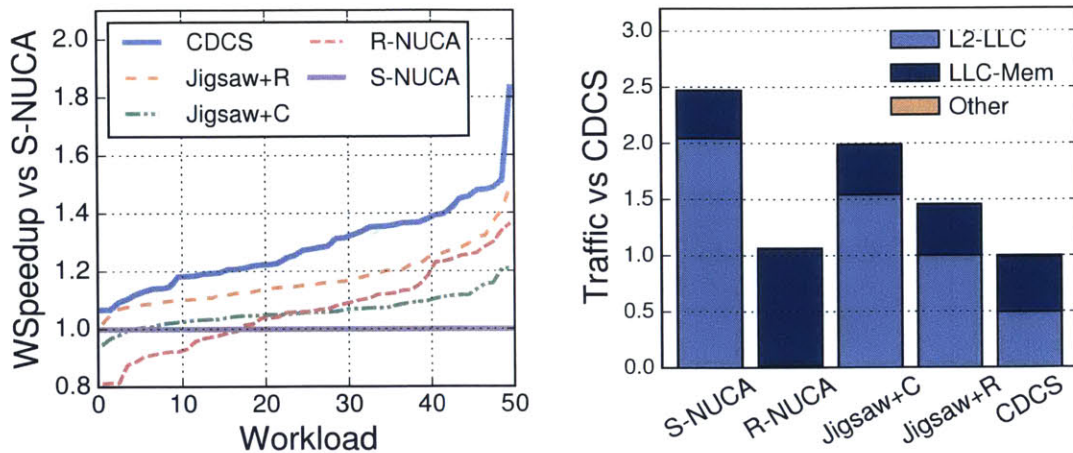 WSpeedup vs S-NUCA
2.0
1.8
1.6
1.4
1.2
1.0
0.8
CDCS
Jigsaw+R
Jigsaw+C
R-NUCA
S-NUCA
0 10 20 30 40 50
Workload
Traffic vs CDCS
3.0
2.5
2.0
1.5
1.0
0.5
0.0
L2-LLC
LLC-Mem
Other
S-NUCA
R-NUCA
Jigsaw+C
Jigsaw+R
CDCS